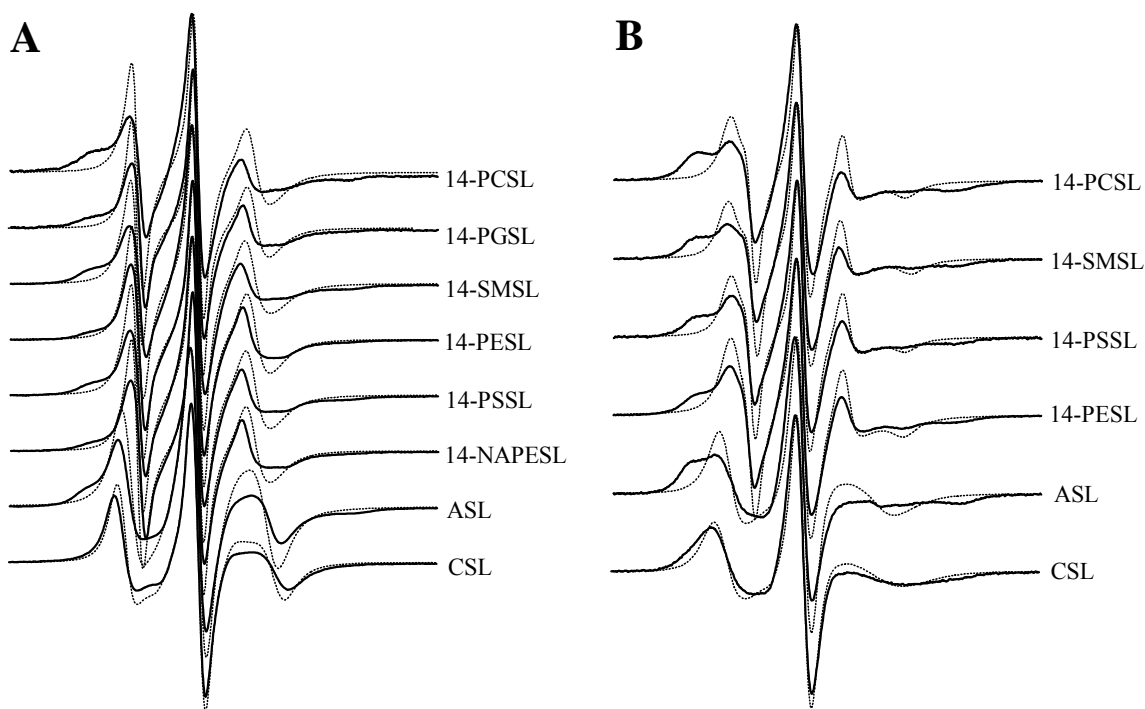 A
14-PCSL
14-PGSL
14-SMSL
14-PESL
14-PSSL
14-NAPESL
ASL
CSL
B
14-PCSL
14-SMSL
14-PSSL
14-PESL
ASL
CSL